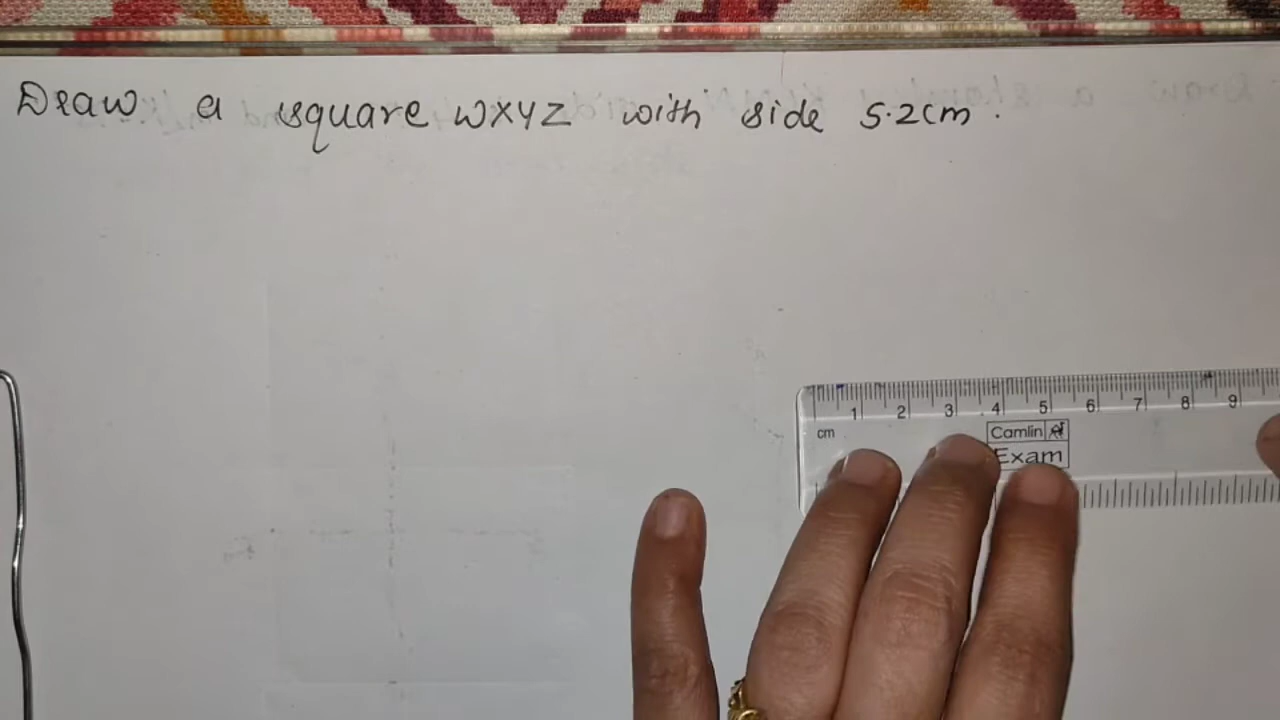 Draw a square WXYZ with side 5.2cm.
1 2 3 4 5 6 7 8 9
cm
Camlin
Exam